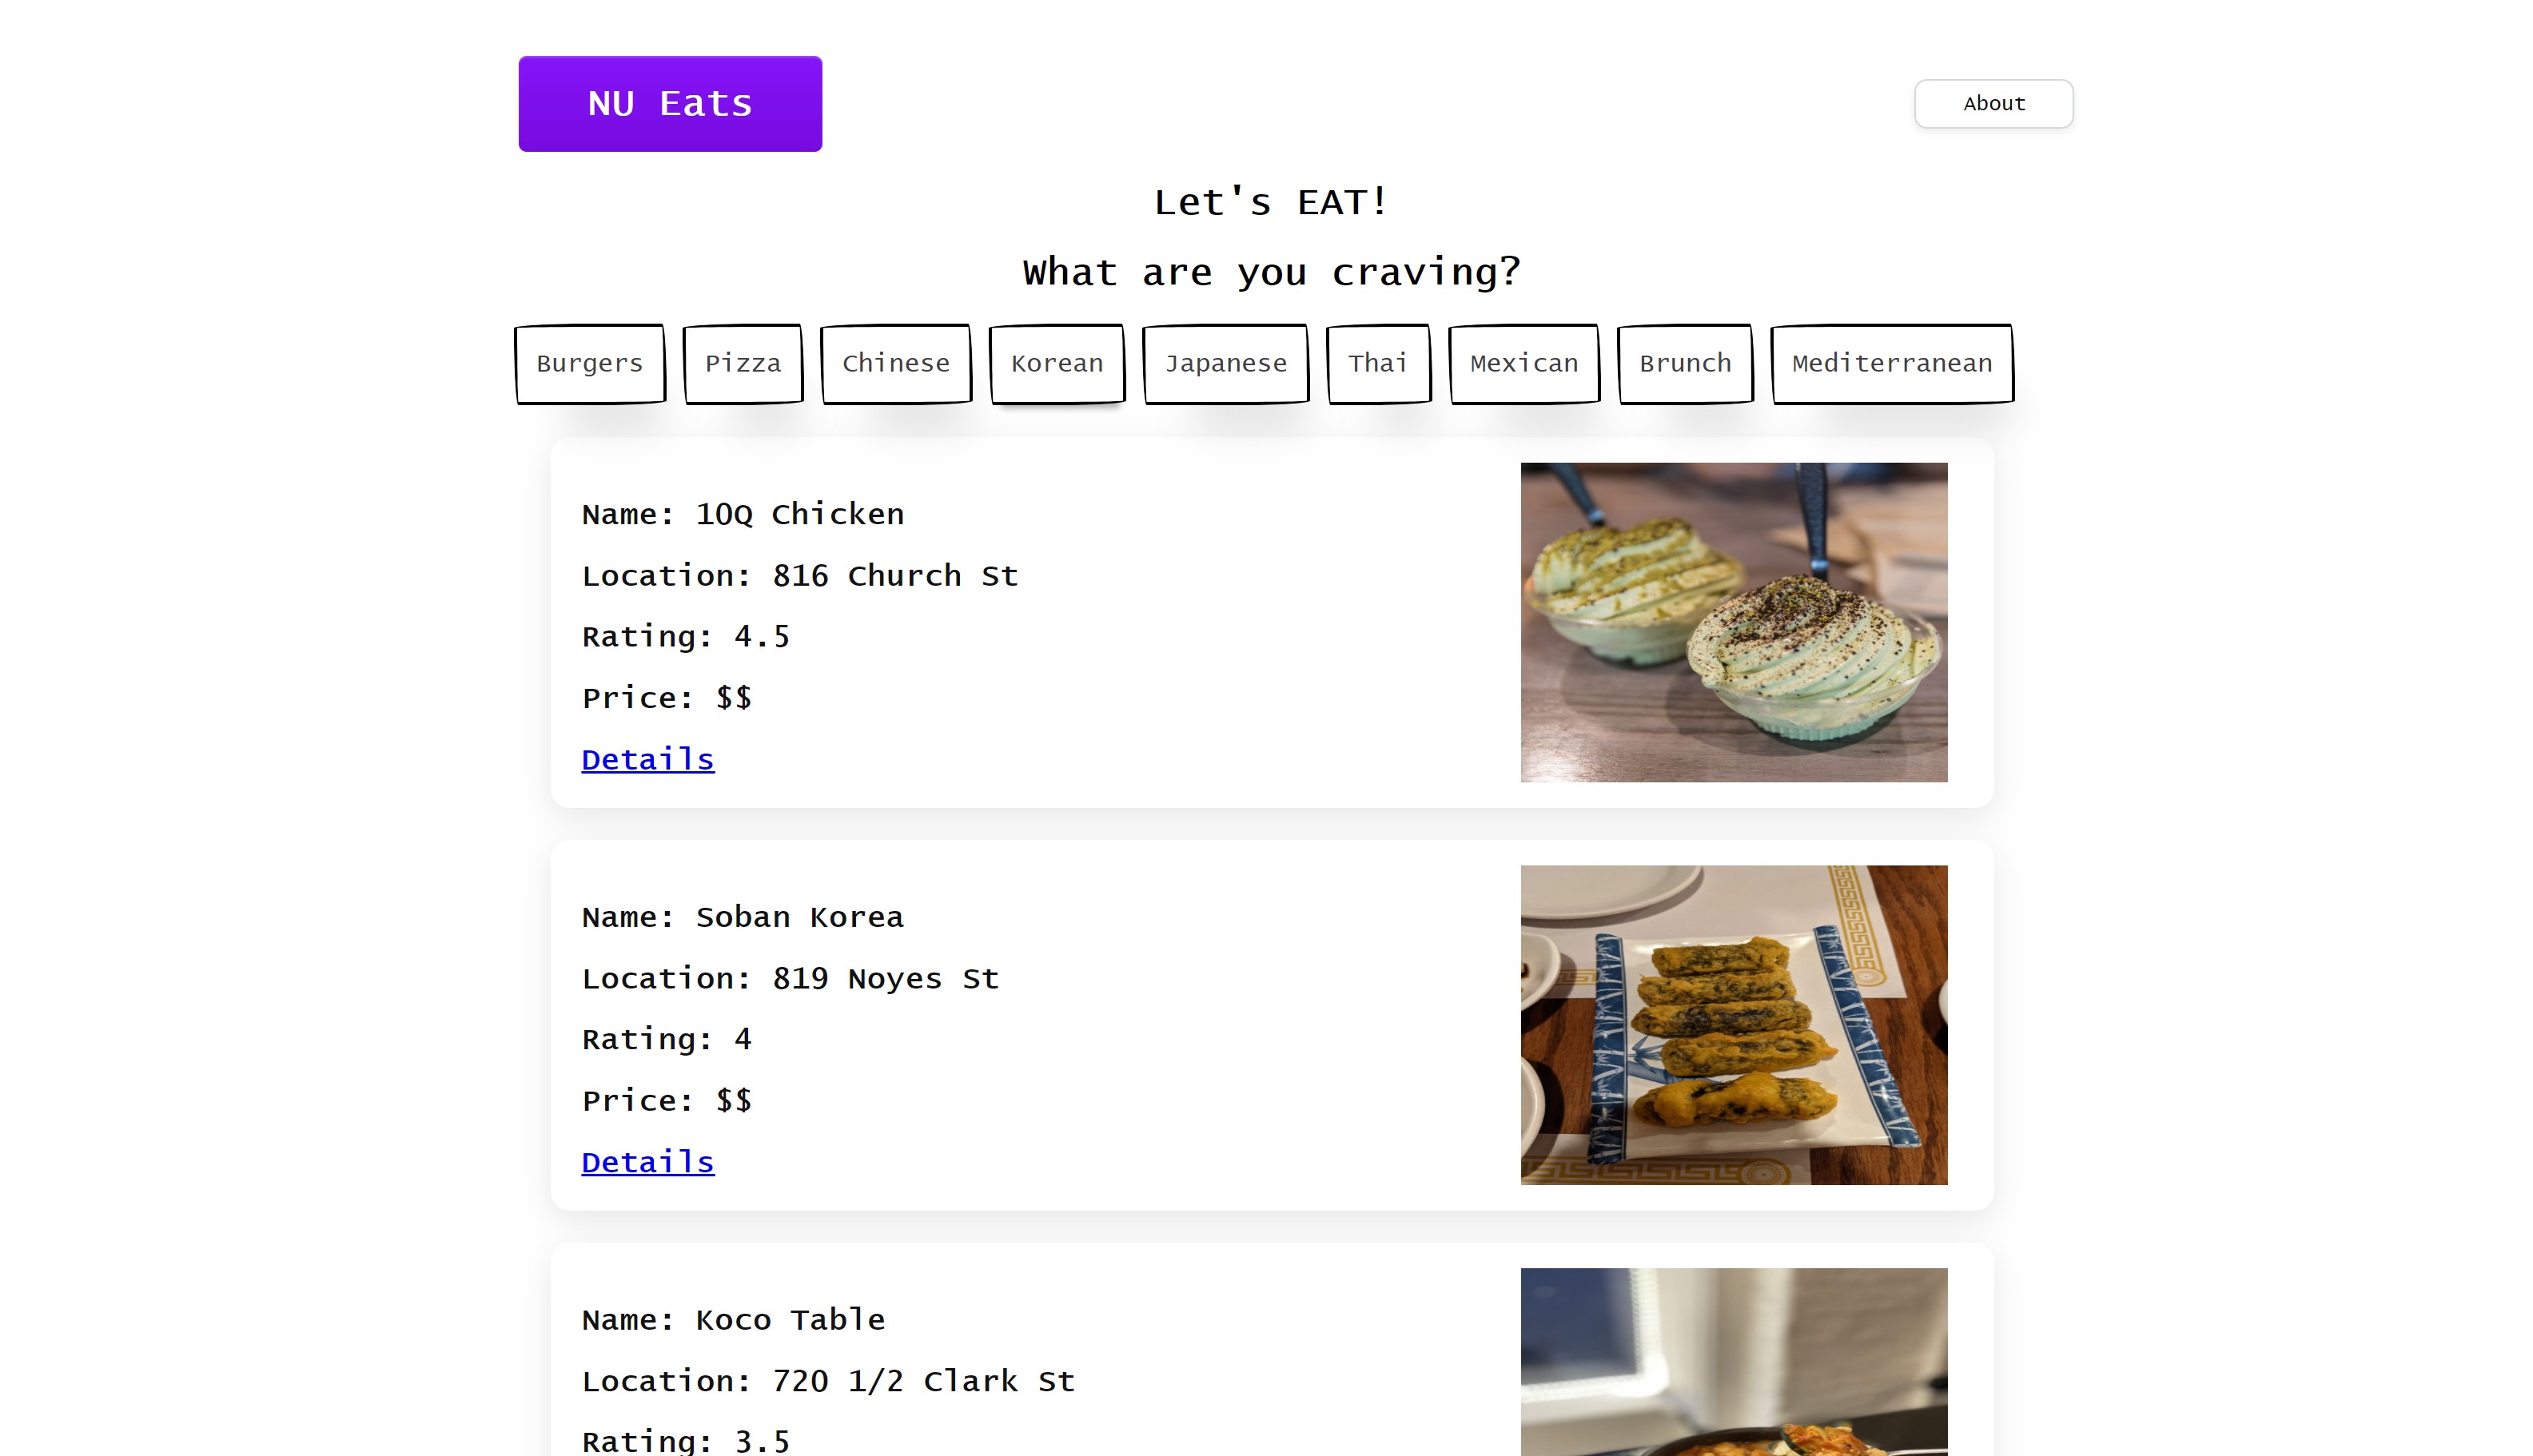 NU Eats
About
Let's EAT!
What are you craving?
Burgers Pizza Chinese Korean Japanese Thai Mexican Brunch Mediterranean
Name: 10Q Chicken
Location: 816 Church St
Rating: 4.5
Price: $$
Details
Name: Soban Korea
Location: 819 Noyes St
Rating: 4
Price: $$
Details
Name: Koco Table
Location: 720 1/2 Clark St
Rating: 3.5